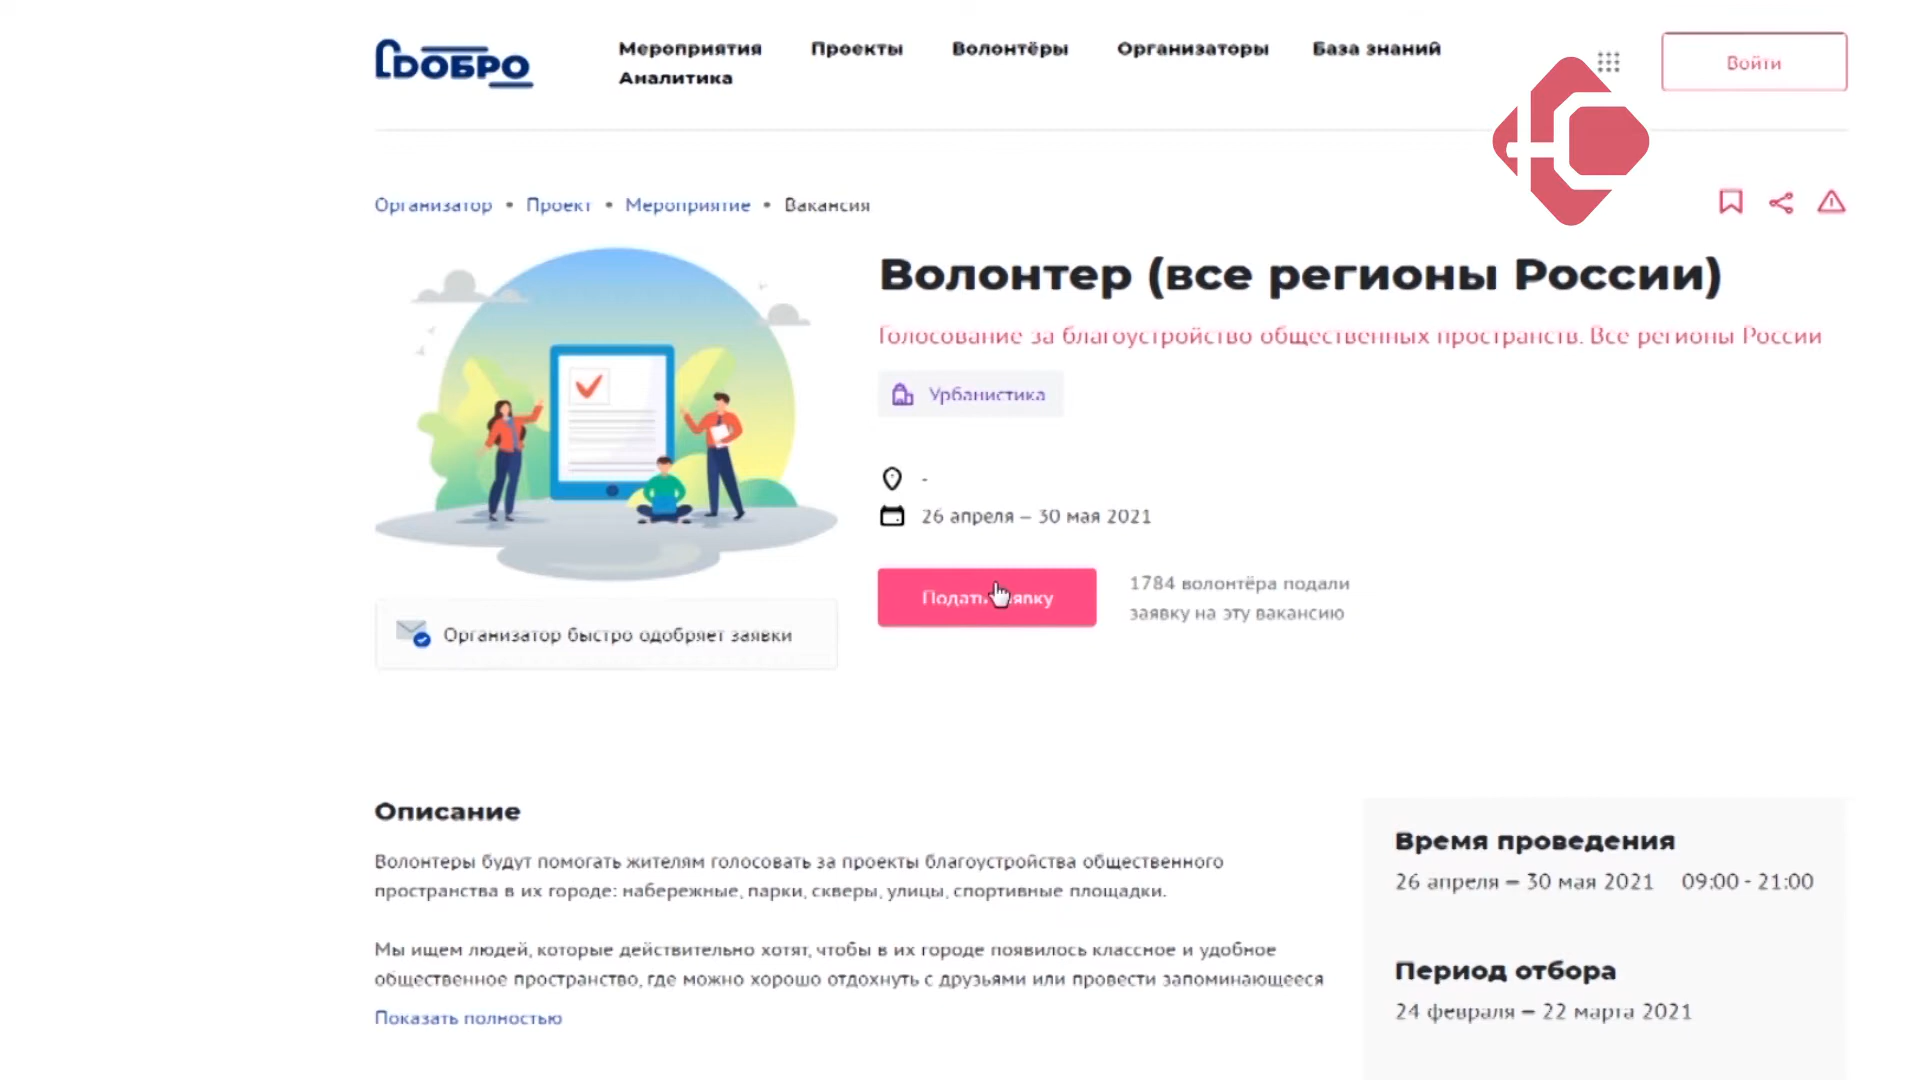 ДОБРО
Мероприятия Проекты Волонтёры Организаторы База знаний
Аналитика
Войти
Организатор • Проект • Мероприятие • Вакансия
Волонтер (все регионы России)
Голосование за благоустройство общественных пространств. Все регионы России
Урбанистика
-
26 апреля – 30 мая 2021
Подать заявку
1784 волонтёра подали
заявку на эту вакансию
Организатор быстро одобряет заявки
Описание
Волонтеры будут помогать жителям голосовать за проекты благоустройства общественного
пространства в их городе: набережные, парки, скверы, улицы, спортивные площадки.
Мы ищем людей, которые действительно хотят, чтобы в их городе появилось классное и удобное
общественное пространство, где можно хорошо отдохнуть с друзьями или провести запоминающееся
Показать полностью
Время проведения
26 апреля – 30 мая 2021 09:00 - 21:00
Период отбора
24 февраля – 22 марта 2021